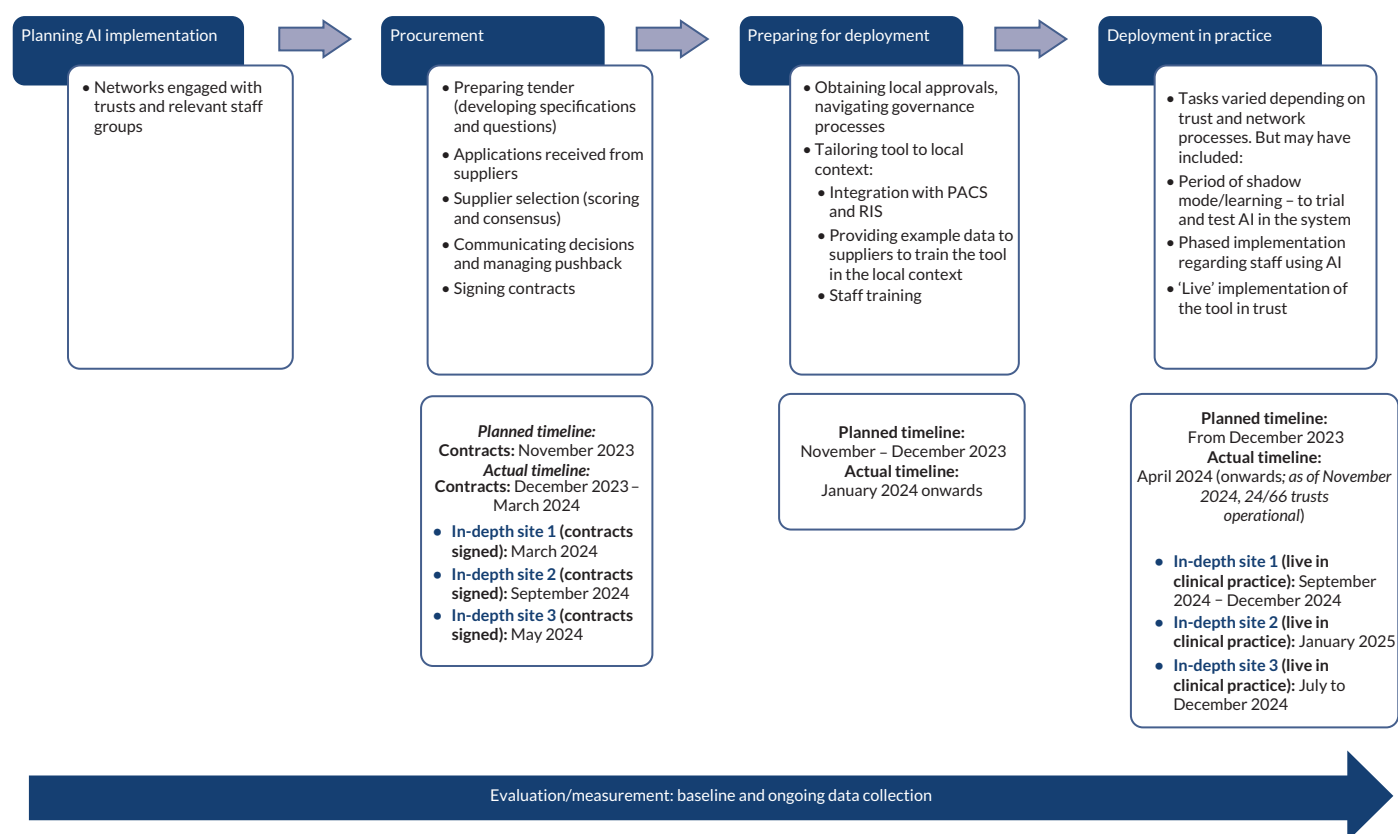 Planning AI implementation
• Networks engaged with
trusts and relevant staff
groups
Procurement
• Preparing tender
(developing specifications
and questions)
• Applications received from
suppliers
• Supplier selection (scoring
and consensus)
• Communicating decisions
and managing pushback
• Signing contracts
Planned timeline:
Contracts: November 2023
Actual timeline:
Contracts: December 2023 –
March 2024
• In-depth site 1 (contracts
signed): March 2024
• In-depth site 2 (contracts
signed): September 2024
• In-depth site 3 (contracts
signed): May 2024
Preparing for deployment
• Obtaining local approvals,
navigating governance
processes
• Tailoring tool to local
context:
• Integration with PACS
and RIS
• Providing example data to
suppliers to train the tool
in the local context
• Staff training
Planned timeline:
November – December 2023
Actual timeline:
January 2024 onwards
Deployment in practice
• Tasks varied depending on
trust and network
processes. But may have
included:
• Period of shadow
mode/learning – to trial
and test AI in the system
• Phased implementation
regarding staff using AI
• ‘Live’ implementation of
the tool in trust
Planned timeline:
From December 2023
Actual timeline:
April 2024 (onwards; as of November
2024, 24/66 trusts
operational)
• In-depth site 1 (live in
clinical practice): September
2024 – December 2024
• In-depth site 2 (live in
clinical practice): January 2025
• In-depth site 3 (live in
clinical practice): July to
December 2024
Evaluation/measurement: baseline and ongoing data collection